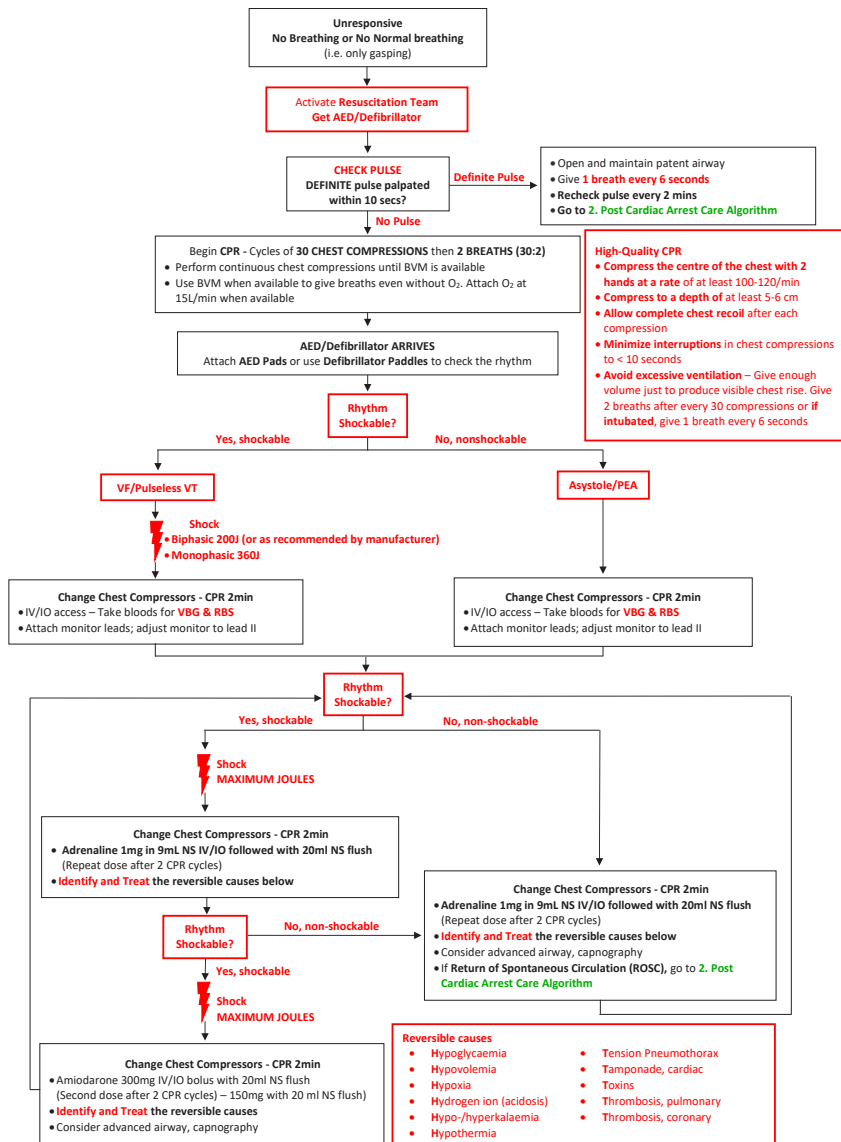 Unresponsive
No Breathing or No Normal breathing
(i.e. only gasping)
Activate Resuscitation Team
Get AED/Defibrillator
CHECK PULSE
DEFINITE pulse palpated
within 10 secs?
Definite Pulse
• Open and maintain patent airway
• Give 1 breath every 6 seconds
• Recheck pulse every 2 mins
• Go to 2. Post Cardiac Arrest Care Algorithm
No Pulse
Begin CPR - Cycles of 30 CHEST COMPRESSIONS then 2 BREATHS (30:2)
• Perform continuous chest compressions until BVM is available
• Use BVM when available to give breaths even without O₂. Attach O₂ at
15L/min when available
High-Quality CPR
• Compress the centre of the chest with 2
hands at a rate of at least 100-120/min
• Compress to a depth of at least 5-6 cm
• Allow complete chest recoil after each
compression
• Minimize interruptions in chest compressions
to < 10 seconds
• Avoid excessive ventilation – Give enough
volume just to produce visible chest rise. Give
2 breaths after every 30 compressions or if
intubated, give 1 breath every 6 seconds
AED/Defibrillator ARRIVES
Attach AED Pads or use Defibrillator Paddles to check the rhythm
Rhythm
Shockable?
Yes, shockable
No, nonshockable
VF/Pulseless VT
Asystole/PEA
Shock
• Biphasic 200J (or as recommended by manufacturer)
• Monophasic 360J
Change Chest Compressors - CPR 2min
• IV/IO access – Take bloods for VBG & RBS
• Attach monitor leads; adjust monitor to lead II
Change Chest Compressors - CPR 2min
• IV/IO access – Take bloods for VBG & RBS
• Attach monitor leads; adjust monitor to lead II
Rhythm
Shockable?
Yes, shockable
No, non-shockable
Shock
MAXIMUM JOULES
Change Chest Compressors - CPR 2min
• Adrenaline 1mg in 9mL NS IV/IO followed with 20ml NS flush
(Repeat dose after 2 CPR cycles)
• Identify and Treat the reversible causes below
Change Chest Compressors - CPR 2min
• Adrenaline 1mg in 9mL NS IV/IO followed with 20ml NS flush
(Repeat dose after 2 CPR cycles)
• Identify and Treat the reversible causes below
• Consider advanced airway, capnography
• If Return of Spontaneous Circulation (ROSC), go to 2. Post
Cardiac Arrest Care Algorithm
Rhythm
Shockable?
No, non-shockable
Yes, shockable
Shock
MAXIMUM JOULES
Change Chest Compressors - CPR 2min
• Amiodarone 300mg IV/IO bolus with 20ml NS flush
(Second dose after 2 CPR cycles) – 150mg with 20 ml NS flush)
• Identify and Treat the reversible causes
• Consider advanced airway, capnography
Reversible causes
• Hypoglycaemia
• Hypovolemia
• Hypoxia
• Hydrogen ion (acidosis)
• Hypo-/hyperkalaemia
• Hypothermia
• Tension Pneumothorax
• Tamponade, cardiac
• Toxins
• Thrombosis, pulmonary
• Thrombosis, coronary